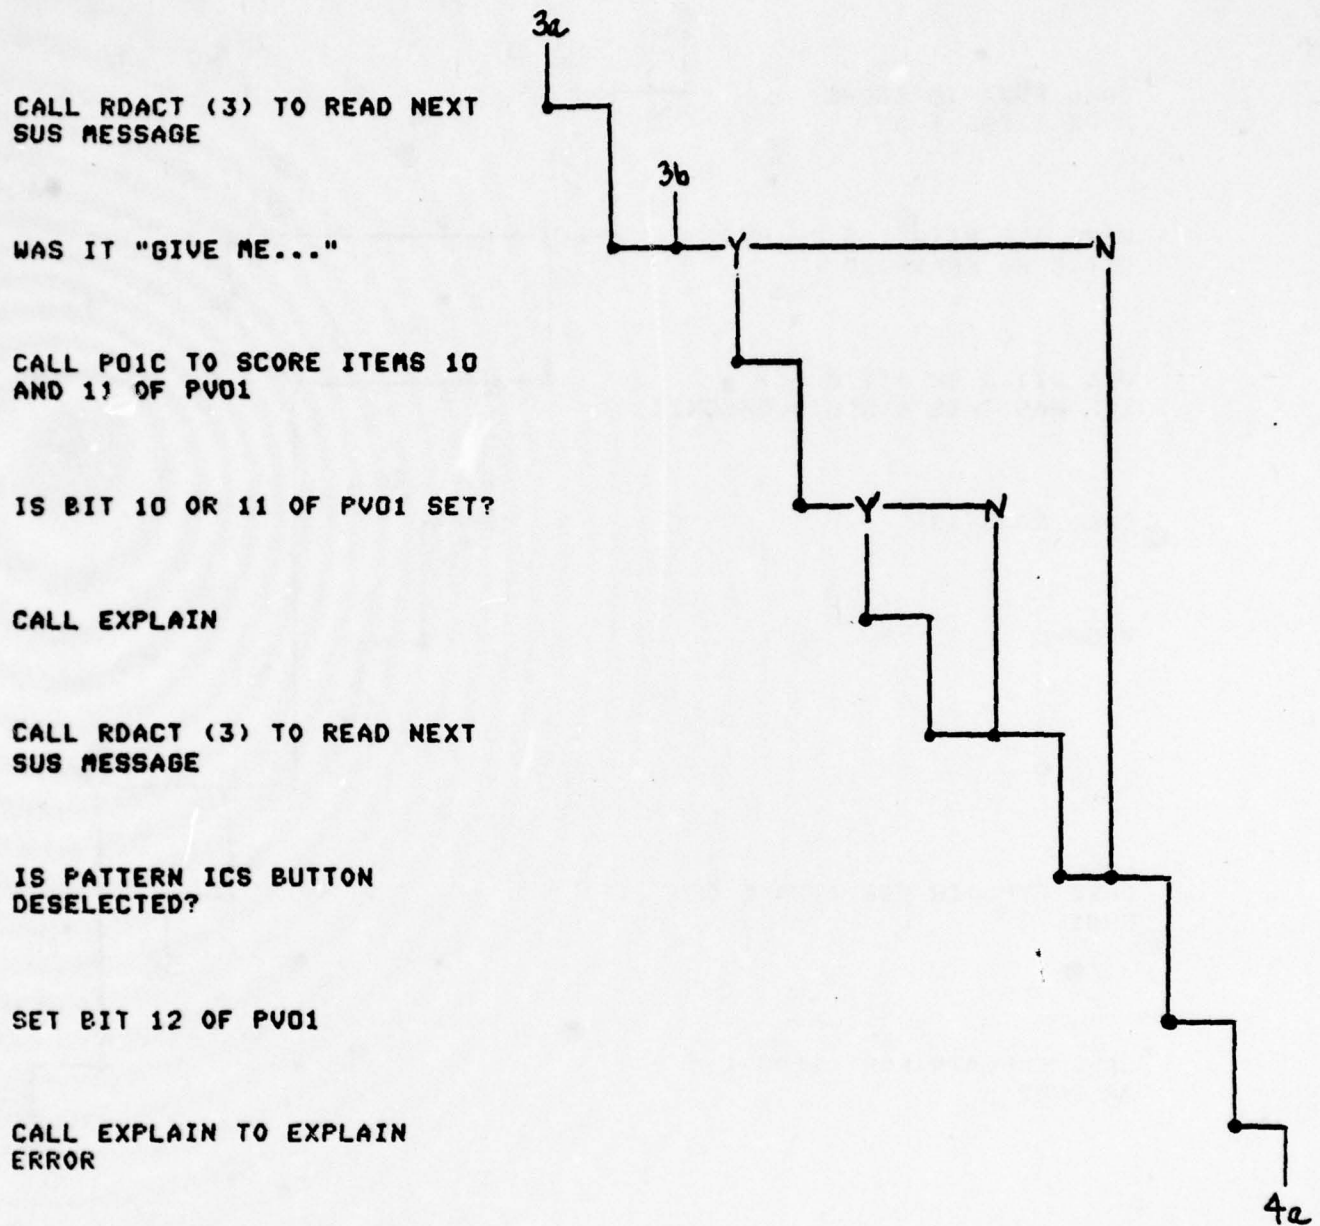 3a
CALL RDACT (3) TO READ NEXT
SUS MESSAGE
3b
WAS IT "GIVE ME..."
Y N
CALL P01C TO SCORE ITEMS 10
AND 11 OF PV01
IS BIT 10 OR 11 OF PV01 SET?
Y N
CALL EXPLAIN
CALL RDACT (3) TO READ NEXT
SUS MESSAGE
IS PATTERN ICS BUTTON
DESELECTED?
SET BIT 12 OF PV01
CALL EXPLAIN TO EXPLAIN
ERROR
4a